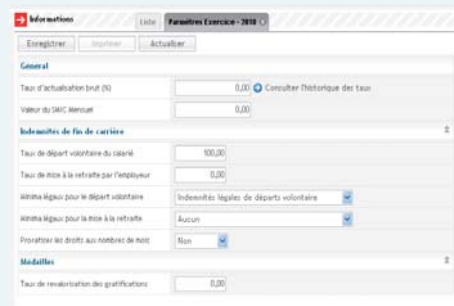 Informations
Liste
Paramètres Exercice - 2010
Enregistrer
Imprimer
Actualiser
Général
Taux d'actualisation brut (%)
0,00
Consulter l'historique des taux
Valeur du SMIC Mensuel
0,00
Indemnités de fin de carrière
Taux de départ volontaire du salarié
100,00
Taux de mise à la retraite par l'employeur
0,00
Minima légaux pour le départ volontaire
Indemnités légales de départs volontaire
Minima légaux pour la mise à la retraite
Aucun
Proratiser les droits aux nombres de mois
Non
Médailles
Taux de revalorisation des gratifications
0,00